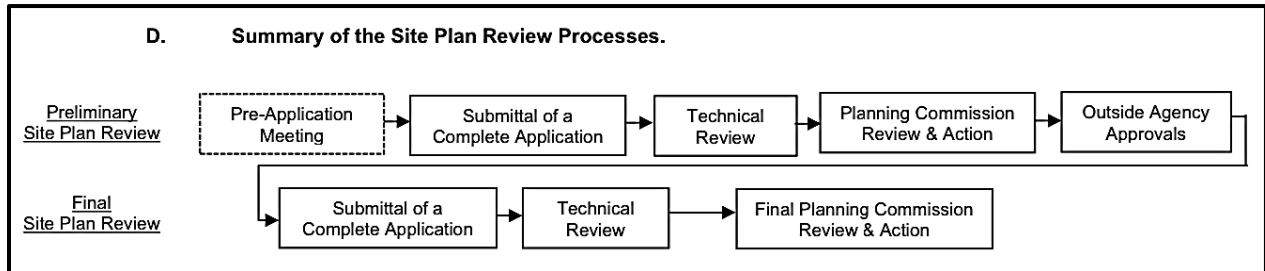 D. Summary of the Site Plan Review Processes.
Preliminary
Site Plan Review
Pre-Application
Meeting
Submittal of a
Complete Application
Technical
Review
Planning Commission
Review & Action
Outside Agency
Approvals
Final
Site Plan Review
Submittal of a
Complete Application
Technical
Review
Final Planning Commission
Review & Action